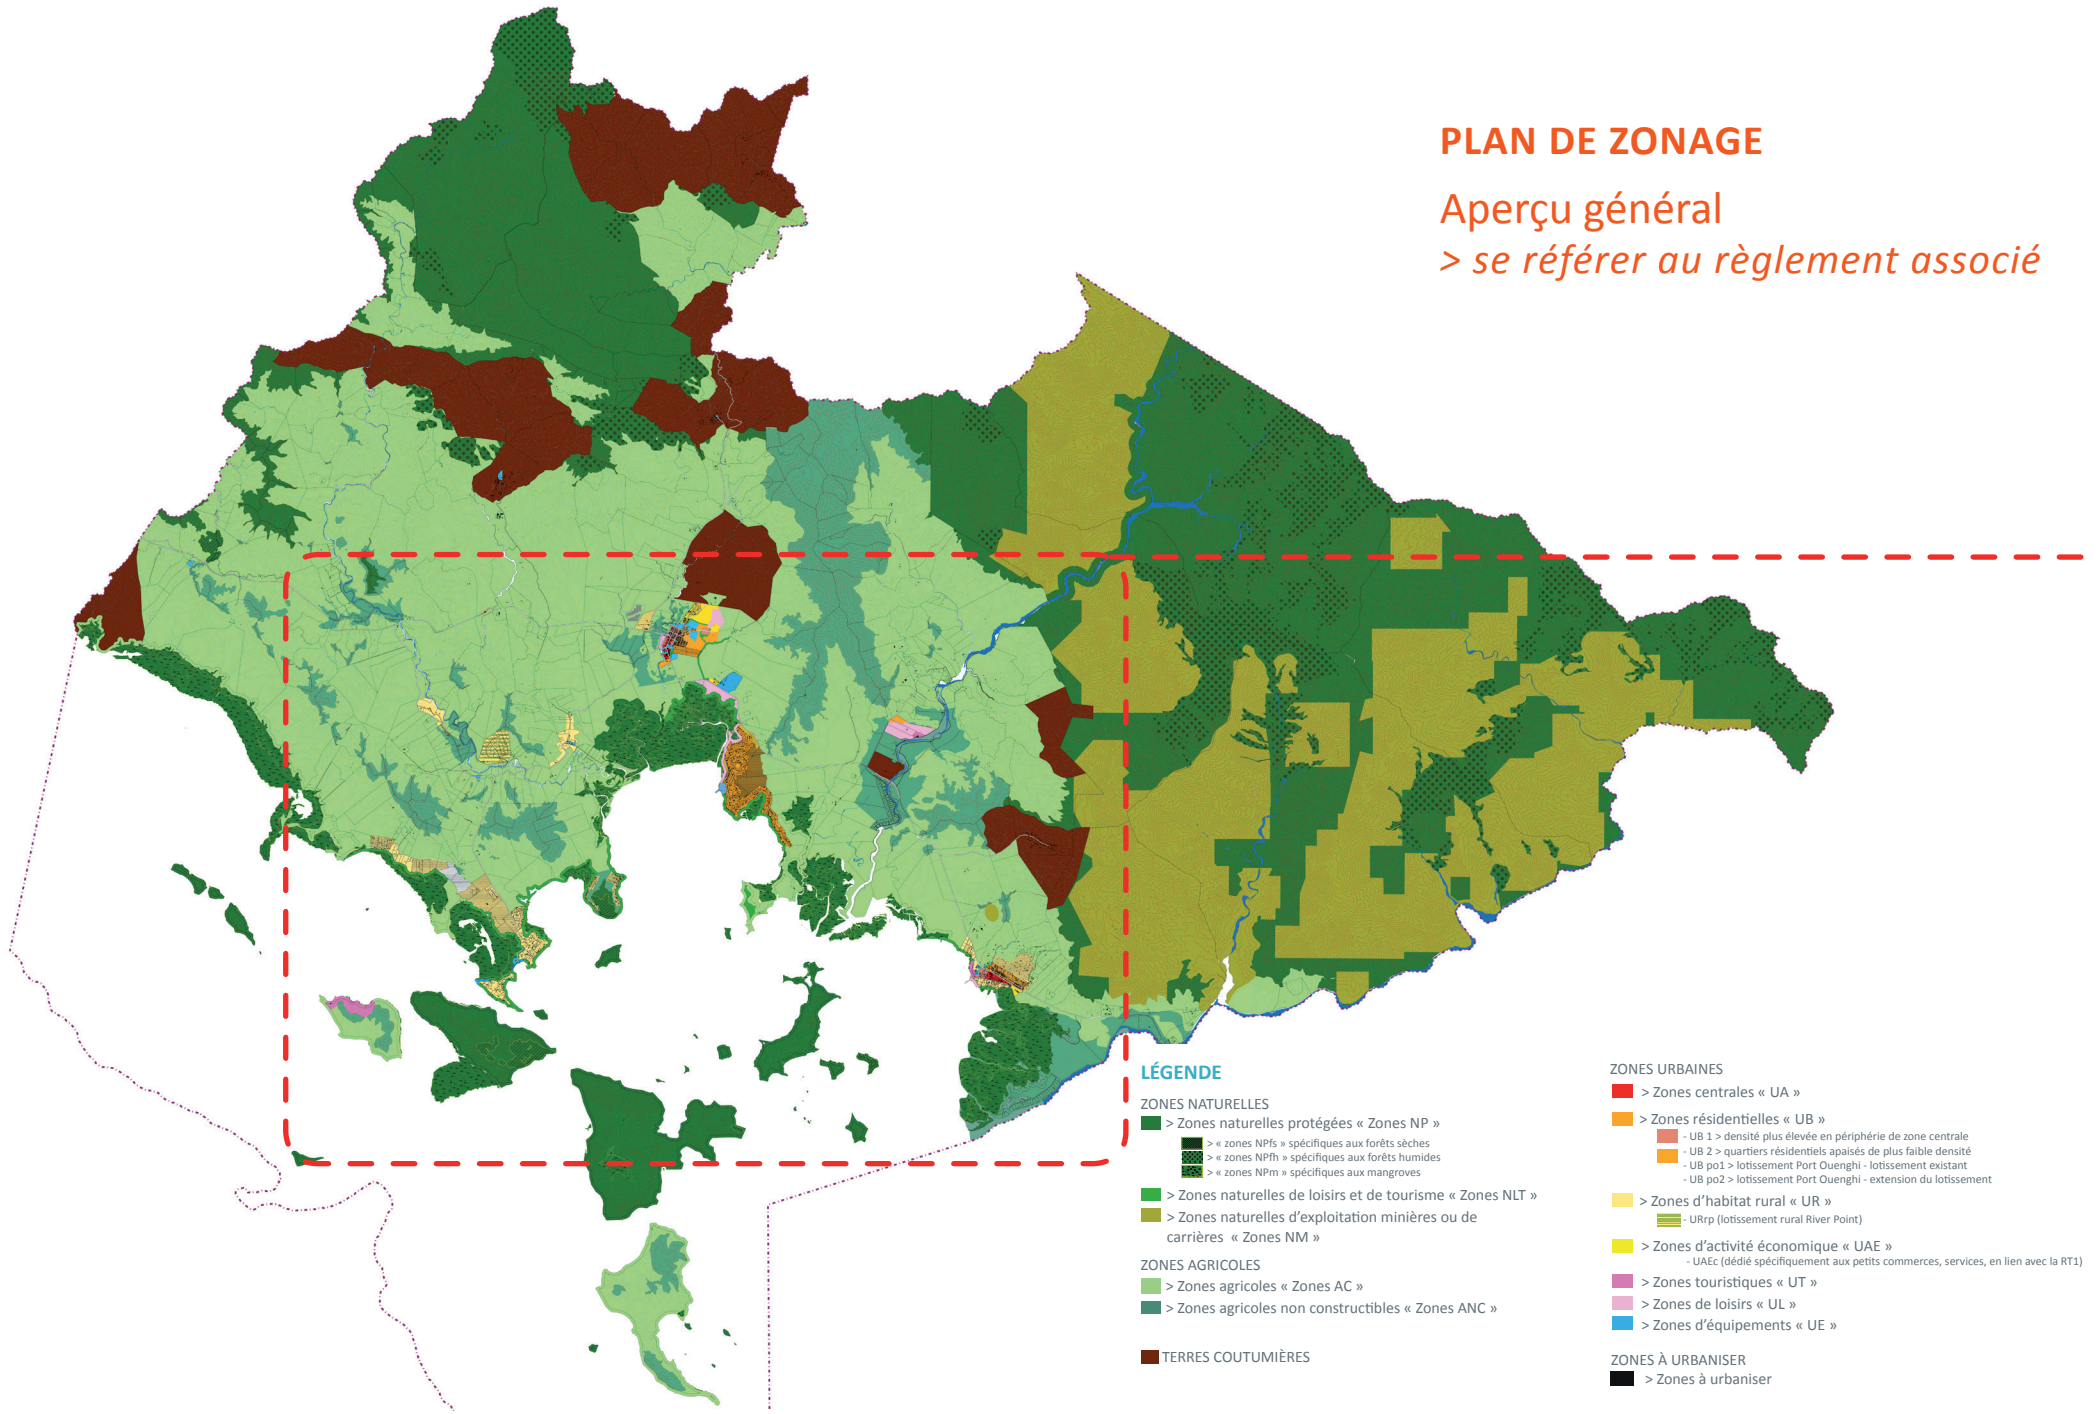 PLAN DE ZONAGE
Aperçu général
> se référer au règlement associé
LÉGENDE
ZONES NATURELLES
> Zones naturelles protégées « Zones NP »
> « zones NPfs » spécifiques aux forêts sèches
> « zones NPfh » spécifiques aux forêts humides
> « zones NPm » spécifiques aux mangroves
> Zones naturelles de loisirs et de tourisme « Zones NLT »
> Zones naturelles d'exploitation minières ou de
carrières « Zones NM »
ZONES AGRICOLES
> Zones agricoles « Zones AC »
> Zones agricoles non constructibles « Zones ANC »
TERRES COUTUMIÈRES
ZONES URBAINES
> Zones centrales « UA »
> Zones résidentielles « UB »
- UB 1 > densité plus élevée en périphérie de zone centrale
- UB 2 > quartiers résidentiels apaisés de plus faible densité
- UB po1 > lotissement Port Ouenghi - lotissement existant
- UB po2 > lotissement Port Ouenghi - extension du lotissement
> Zones d'habitat rural « UR »
- URrp (lotissement rural River Point)
> Zones d'activité économique « UAE »
- UAEc (dédié spécifiquement aux petits commerces, services, en lien avec la RT1)
> Zones touristiques « UT »
> Zones de loisirs « UL »
> Zones d'équipements « UE »
ZONES À URBANISER
> Zones à urbaniser